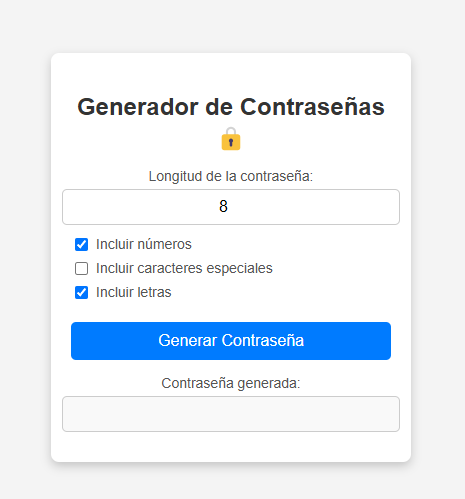 Generador de Contraseñas
🔒
Longitud de la contraseña:
8
Incluir números
Incluir caracteres especiales
Incluir letras
Generar Contraseña
Contraseña generada: